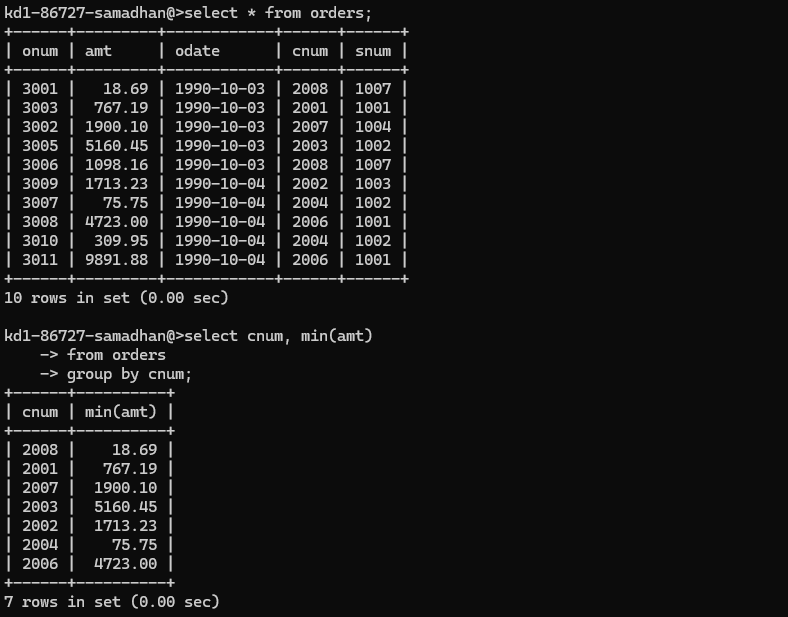 kd1-86727-samadhan@>select * from orders;
+------+---------+------------+------+------+
| onum | amt     | odate      | cnum | snum |
+------+---------+------------+------+------+
| 3001 |   18.69 | 1990-10-03 | 2008 | 1007 |
| 3003 |  767.19 | 1990-10-03 | 2001 | 1001 |
| 3002 | 1900.10 | 1990-10-03 | 2007 | 1004 |
| 3005 | 5160.45 | 1990-10-03 | 2003 | 1002 |
| 3006 | 1098.16 | 1990-10-03 | 2008 | 1007 |
| 3009 | 1713.23 | 1990-10-04 | 2002 | 1003 |
| 3007 |   75.75 | 1990-10-04 | 2004 | 1002 |
| 3008 | 4723.00 | 1990-10-04 | 2006 | 1001 |
| 3010 |  309.95 | 1990-10-04 | 2004 | 1002 |
| 3011 | 9891.88 | 1990-10-04 | 2006 | 1001 |
+------+---------+------------+------+------+
10 rows in set (0.00 sec)

kd1-86727-samadhan@>select cnum, min(amt)
    -> from orders
    -> group by cnum;
+------+----------+
| cnum | min(amt) |
+------+----------+
| 2008 |    18.69 |
| 2001 |   767.19 |
| 2007 |  1900.10 |
| 2003 |  5160.45 |
| 2002 |  1713.23 |
| 2004 |    75.75 |
| 2006 |  4723.00 |
+------+----------+
7 rows in set (0.00 sec)